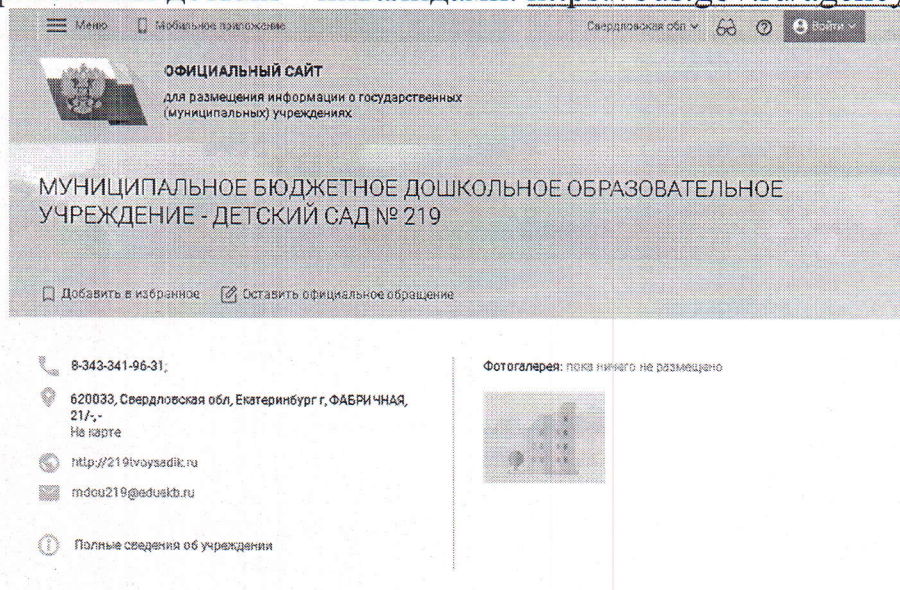 Меню Мобильное приложение Свердловская обл Войти
ОФИЦИАЛЬНЫЙ САЙТ
для размещения информации о государственных
(муниципальных) учреждениях
МУНИЦИПАЛЬНОЕ БЮДЖЕТНОЕ ДОШКОЛЬНОЕ ОБРАЗОВАТЕЛЬНОЕ
УЧРЕЖДЕНИЕ - ДЕТСКИЙ САД № 219
Добавить в избранное Оставить официальное обращение
8-343-341-96-31;
Фотогалерея: пока ничего не размещено
620033, Свердловская обл, Екатеринбург г, ФАБРИЧНАЯ,
21/-,-
На карте
http://219tvoysadik.ru
mdou219@eduekb.ru
Полные сведения об учреждении